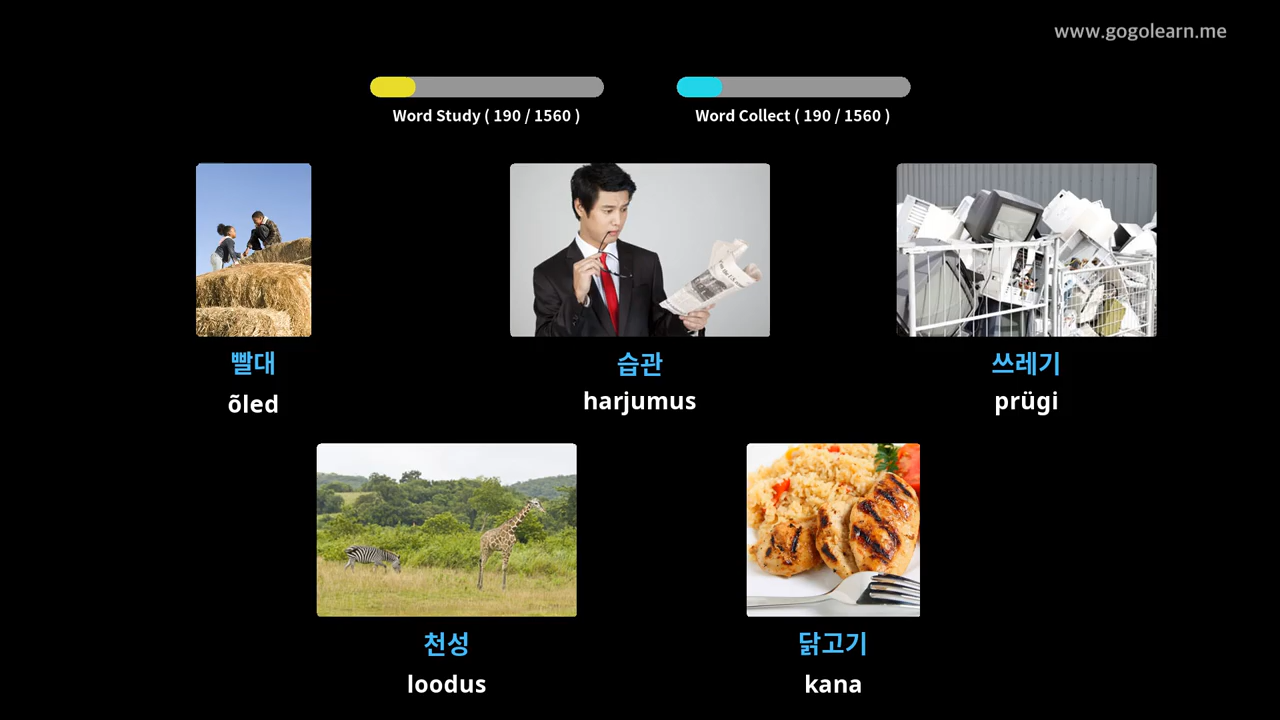 www.gogolearn.me
Word Study ( 190 / 1560 )
Word Collect ( 190 / 1560 )
빨대
õled
습관
harjumus
쓰레기
prügi
천성
loodus
닭고기
kana